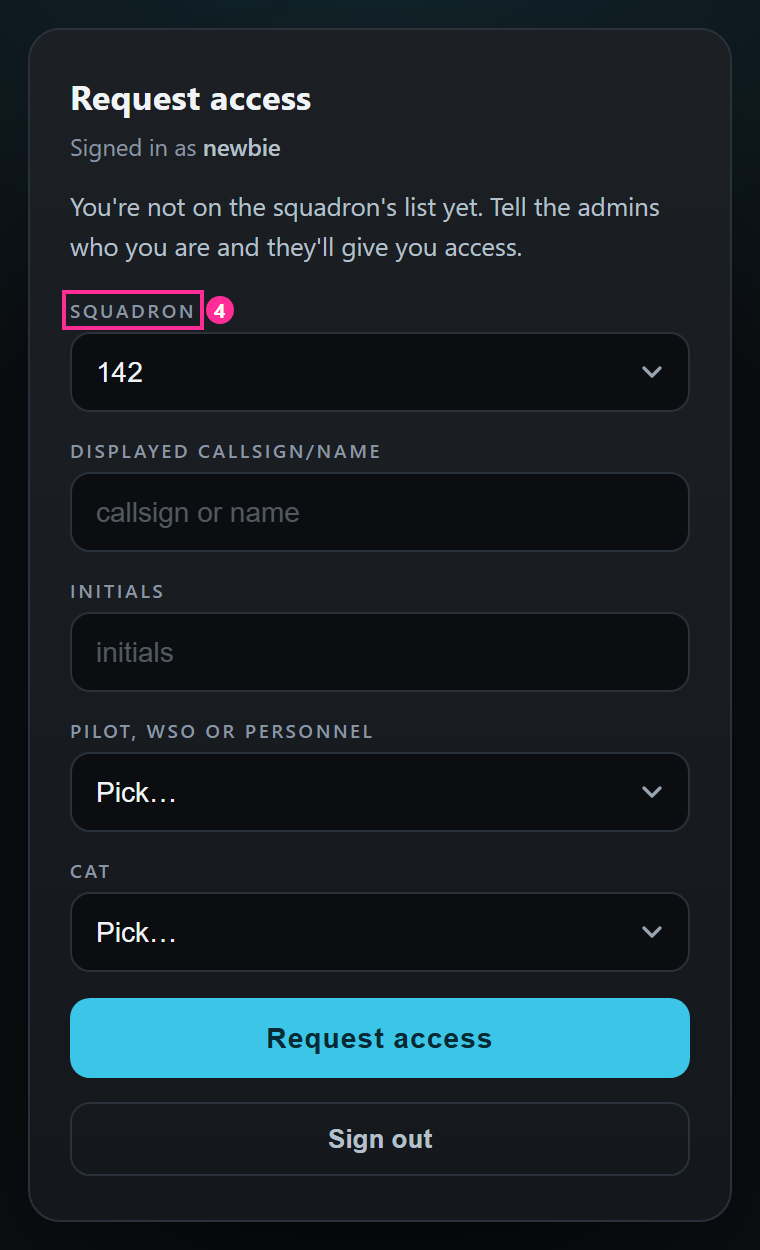 Request access
Signed in as newbie
You're not on the squadron's list yet. Tell the admins
who you are and they'll give you access.
SQUADRON 4
142
DISPLAYED CALLSIGN/NAME
callsign or name
INITIALS
initials
PILOT, WSO OR PERSONNEL
Pick…
CAT
Pick…
Request access
Sign out